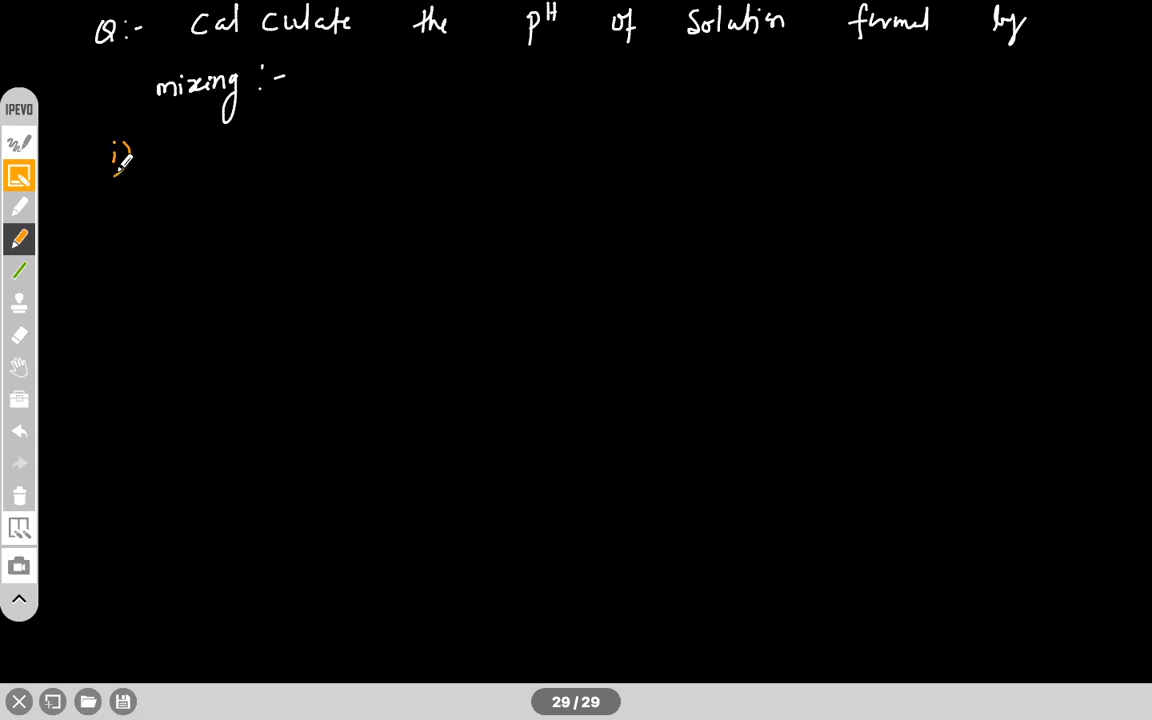 Q:- Calculate the pH of Solution formed by
mixing :-
i)
IPEVO
29 / 29